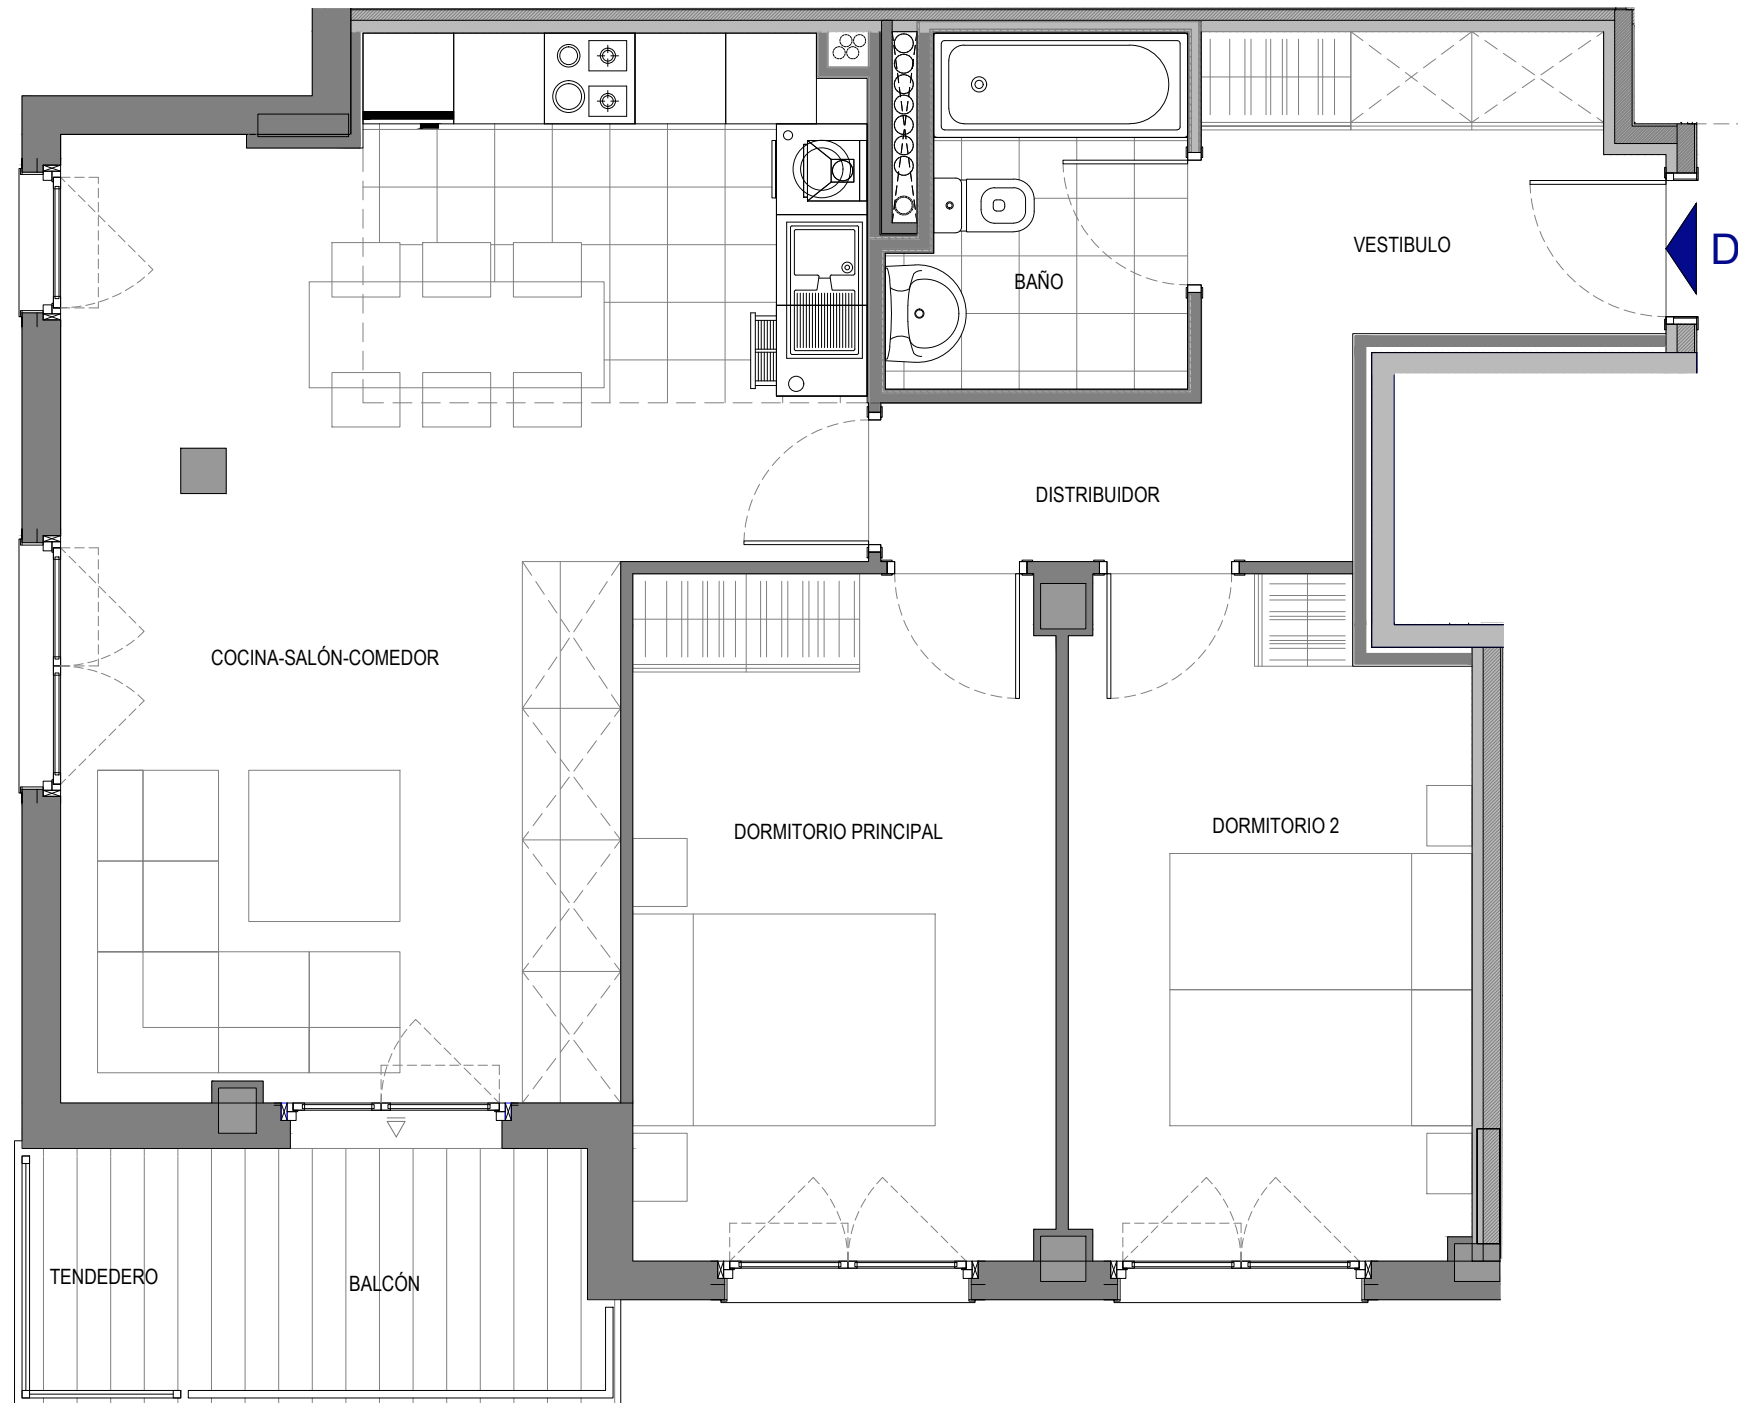 VESTIBULO
D
BAÑO
DISTRIBUIDOR
COCINA-SALÓN-COMEDOR
DORMITORIO PRINCIPAL
DORMITORIO 2
TENDEDERO
BALCÓN